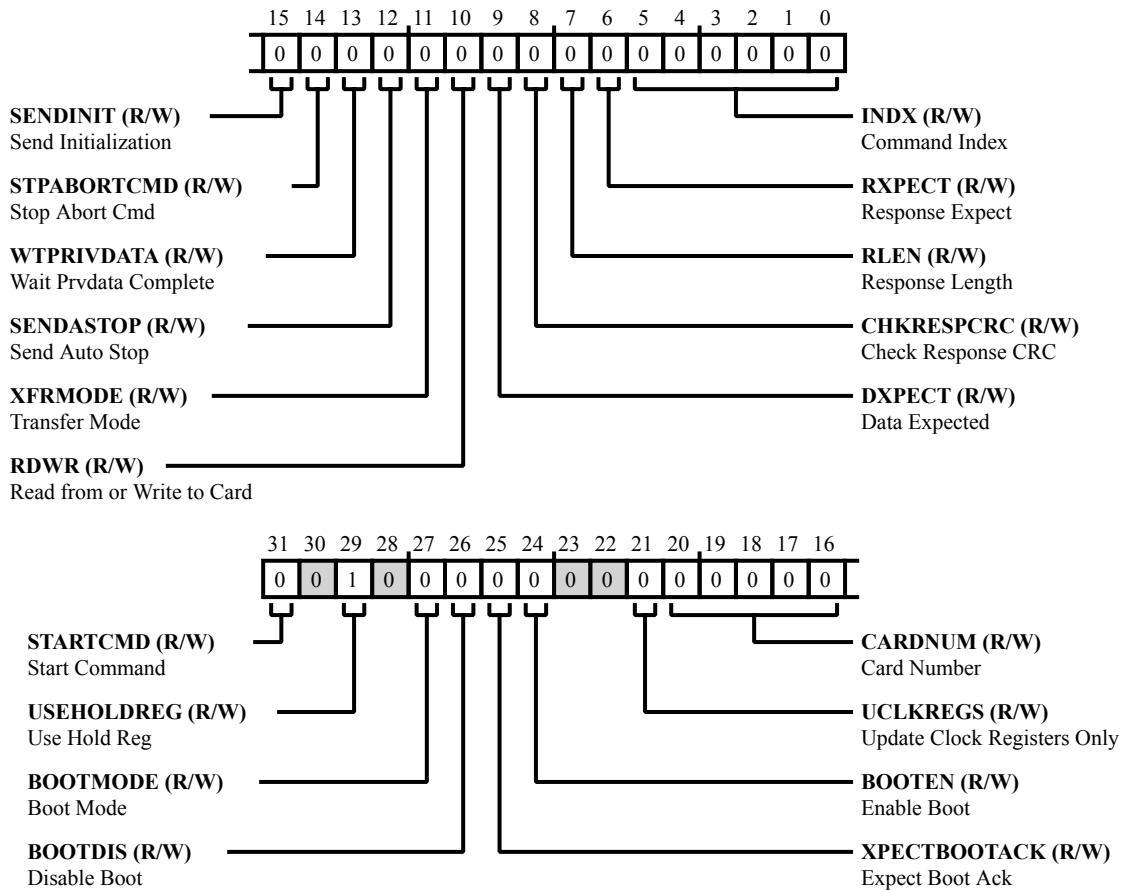 15 14 13 12 11 10 9 8 7 6 5 4 3 2 1 0
0 0 0 0 0 0 0 0 0 0 0 0 0 0 0 0
SENDINIT (R/W)
Send Initialization
STPABORTCMD (R/W)
Stop Abort Cmd
WTPRIVDATA (R/W)
Wait Prvdata Complete
SENDASTOP (R/W)
Send Auto Stop
XFRMODE (R/W)
Transfer Mode
RDWR (R/W)
Read from or Write to Card
INDX (R/W)
Command Index
RXPECT (R/W)
Response Expect
RLEN (R/W)
Response Length
CHKRESPCRC (R/W)
Check Response CRC
DXPECT (R/W)
Data Expected
31 30 29 28 27 26 25 24 23 22 21 20 19 18 17 16
0 0 1 0 0 0 0 0 0 0 0 0 0 0 0 0
STARTCMD (R/W)
Start Command
USEHOLDREG (R/W)
Use Hold Reg
BOOTMODE (R/W)
Boot Mode
BOOTDIS (R/W)
Disable Boot
CARDNUM (R/W)
Card Number
UCLKREGS (R/W)
Update Clock Registers Only
BOOTEN (R/W)
Enable Boot
XPECTBOOTACK (R/W)
Expect Boot Ack